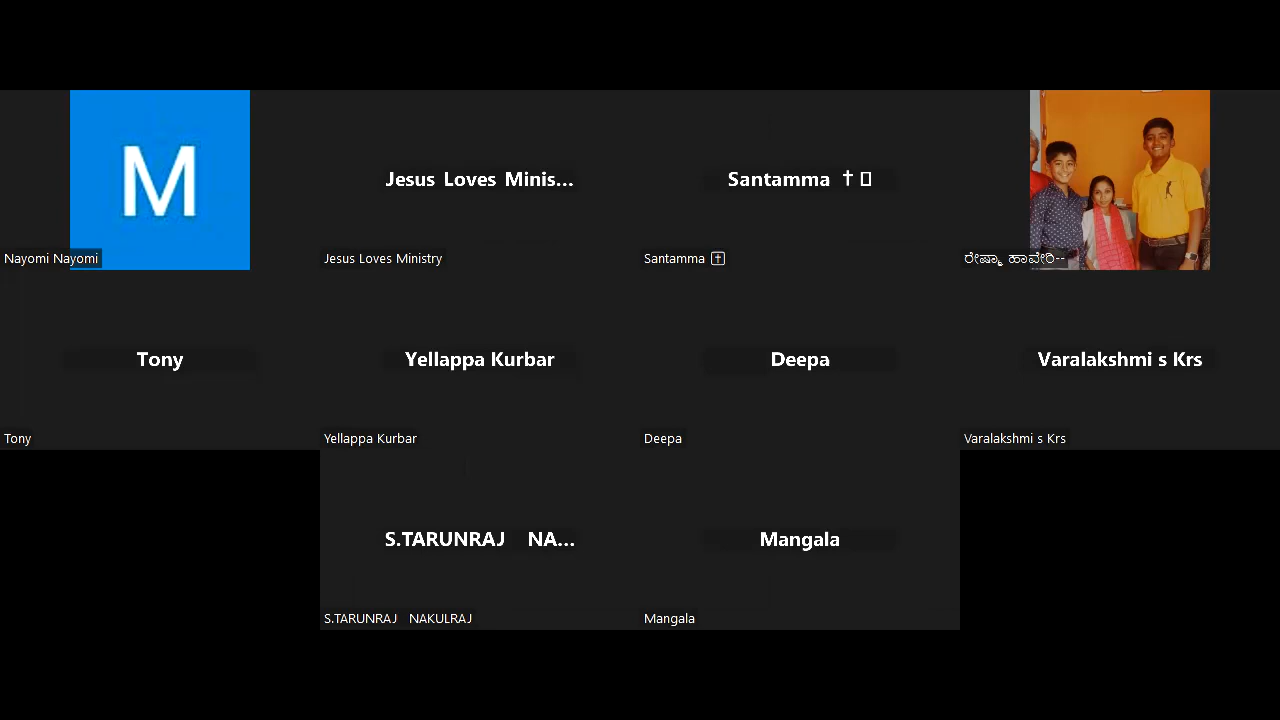 M
Nayomi Nayomi
Jesus Loves Minis...
Jesus Loves Ministry
Santamma ✝
Santamma ✝
ರೇಷ್ಮಾ ಹಾವೇರಿ--
Tony
Tony
Yellappa Kurbar
Yellappa Kurbar
Deepa
Deepa
Varalakshmi s Krs
Varalakshmi s Krs
S.TARUNRAJ NA...
S.TARUNRAJ NAKULRAJ
Mangala
Mangala